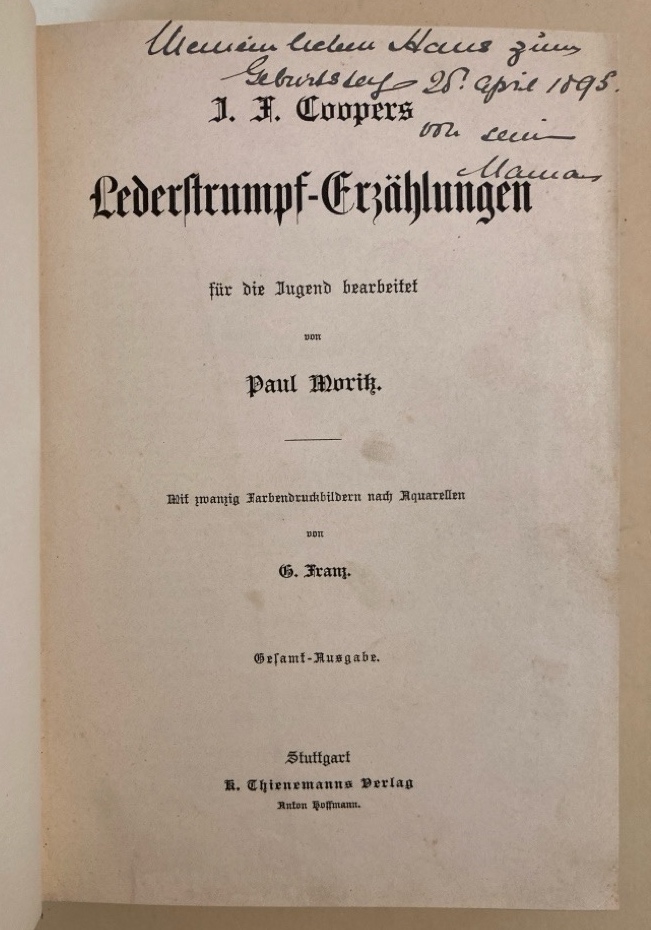 Meinem lieben Hans zum
Geburtstag 28. April 1895.
J. F. Coopers
von seiner
Mama
Lederstrumpf-Erzählungen
für die Jugend bearbeitet
von
Paul Moritz.
Mit zwanzig Farbendruckbildern nach Aquarellen
von
G. Franz.
Gesamt-Ausgabe.
Stuttgart
K. Thienemanns Verlag
Anton Hoffmann.